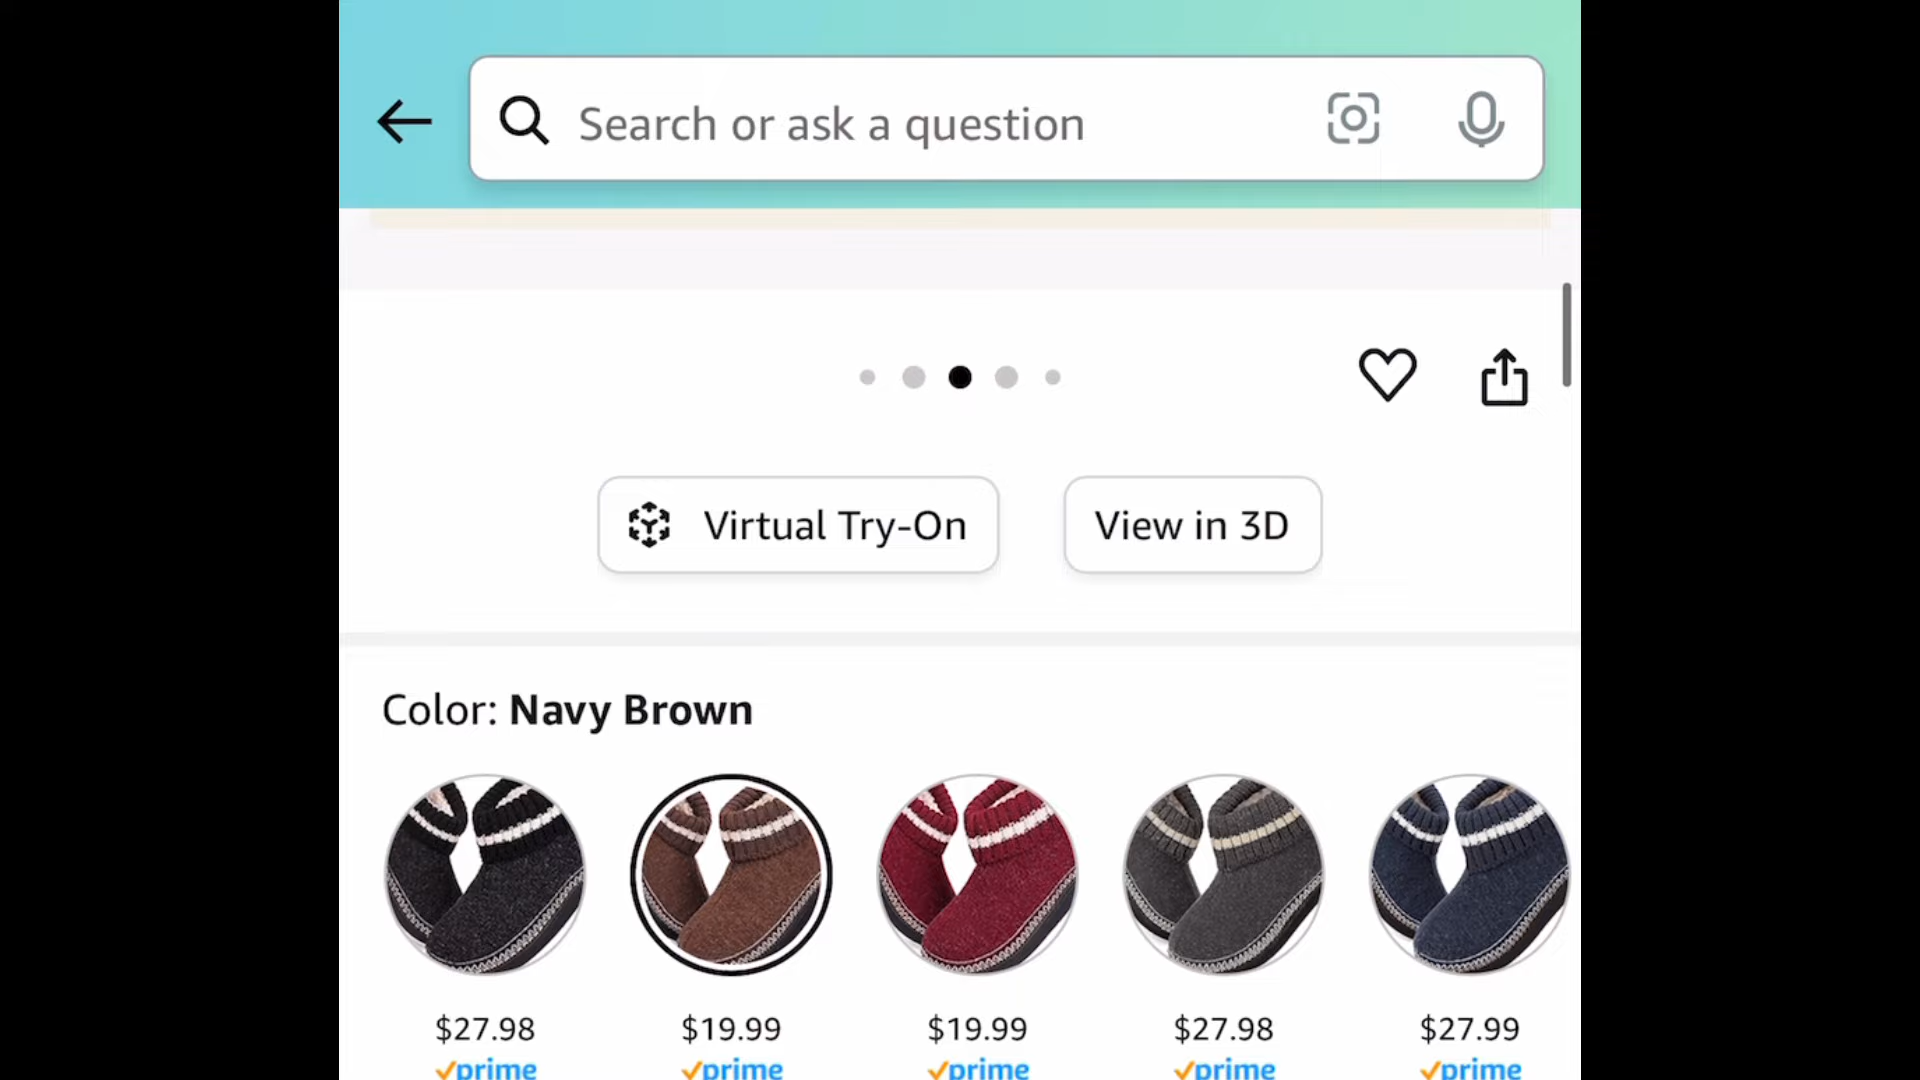 Search or ask a question
Virtual Try-On
View in 3D
Color: Navy Brown
$27.98
$19.99
$19.99
$27.98
$27.99
prime
prime
prime
prime
prime